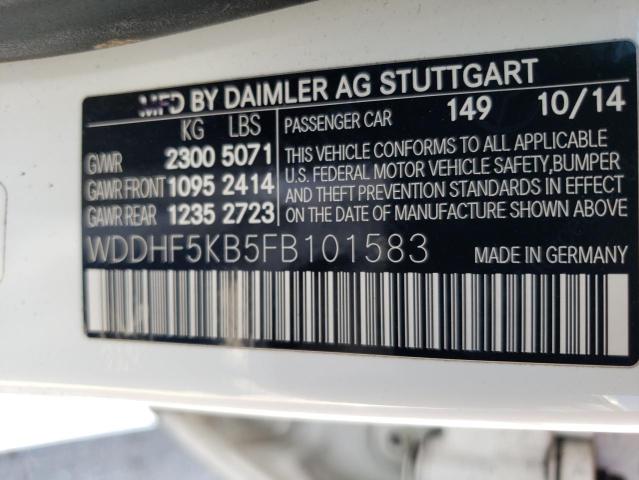 MFD BY DAIMLER AG STUTTGART
KG LBS PASSENGER CAR 149 10/14
GVWR 2300 5071
GAWR FRONT 1095 2414
GAWR REAR 1235 2723
THIS VEHICLE CONFORMS TO ALL APPLICABLE
U.S. FEDERAL MOTOR VEHICLE SAFETY,BUMPER
AND THEFT PREVENTION STANDARDS IN EFFECT
ON THE DATE OF MANUFACTURE SHOWN ABOVE
WDDHF5KB5FB101583 MADE IN GERMANY